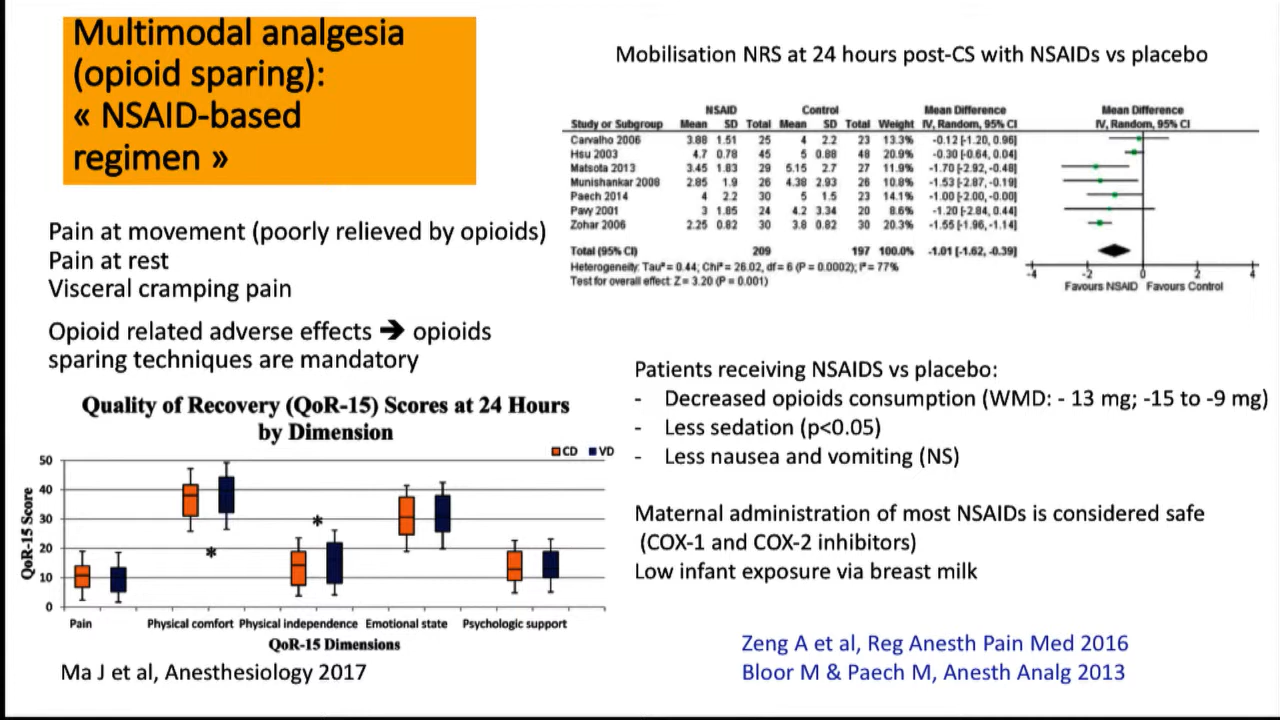 Multimodal analgesia
(opioid sparing):
« NSAID-based
regimen »
Pain at movement (poorly relieved by opioids)
Pain at rest
Visceral cramping pain
Opioid related adverse effects ➔ opioids
sparing techniques are mandatory
Quality of Recovery (QoR-15) Scores at 24 Hours
by Dimension
CD VD
QoR-15 Score
50
40
30
20
10
0
*
*
Pain Physical comfort Physical independence Emotional state Psychologic support
QoR-15 Dimensions
Ma J et al, Anesthesiology 2017
Mobilisation NRS at 24 hours post-CS with NSAIDs vs placebo
NSAID Control Mean Difference Mean Difference
Study or Subgroup Mean SD Total Mean SD Total Weight IV, Random, 95% CI IV, Random, 95% CI
Carvalho 2006 3.88 1.51 25 4 2.2 23 13.3% -0.12 [-1.20, 0.96]
Hsu 2003 4.7 0.78 45 5 0.88 48 20.9% -0.30 [-0.64, 0.04]
Matsota 2013 3.45 1.83 29 5.15 2.7 27 11.9% -1.70 [-2.92, -0.48]
Munishankar 2008 2.85 1.9 26 4.38 2.93 26 10.8% -1.53 [-2.87, -0.19]
Paech 2014 4 2.2 30 5 1.5 23 14.1% -1.00 [-2.00, -0.00]
Pavy 2001 3 1.85 24 4.2 3.34 20 8.6% -1.20 [-2.84, 0.44]
Zohar 2006 2.25 0.82 30 3.8 0.82 30 20.3% -1.55 [-1.96, -1.14]
Total (95% CI) 209 197 100.0% -1.01 [-1.62, -0.39]
Heterogeneity: Tau² = 0.44; Chi² = 26.02, df = 6 (P = 0.0002); I² = 77%
Test for overall effect: Z = 3.20 (P = 0.001)
-4 -2 0 2 4
Favours NSAID Favours Control
Patients receiving NSAIDS vs placebo:
- Decreased opioids consumption (WMD: - 13 mg; -15 to -9 mg)
- Less sedation (p<0.05)
- Less nausea and vomiting (NS)
Maternal administration of most NSAIDs is considered safe
(COX-1 and COX-2 inhibitors)
Low infant exposure via breast milk
Zeng A et al, Reg Anesth Pain Med 2016
Bloor M & Paech M, Anesth Analg 2013